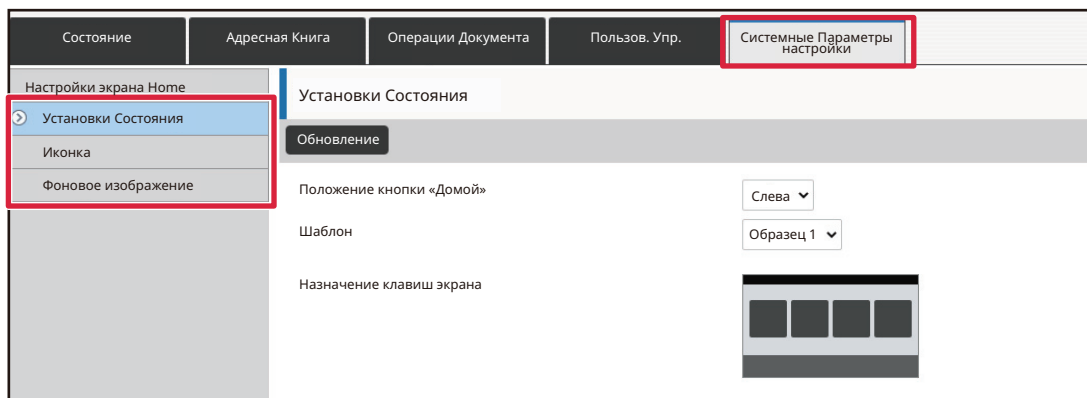 Состояние
Адресная Книга
Операции Документа
Пользов. Упр.
Системные Параметры
настройки
Настройки экрана Home
Установки Состояния
Иконка
Фоновое изображение
Установки Состояния
Обновление
Положение кнопки «Домой»
Слева
Шаблон
Образец 1
Назначение клавиш экрана